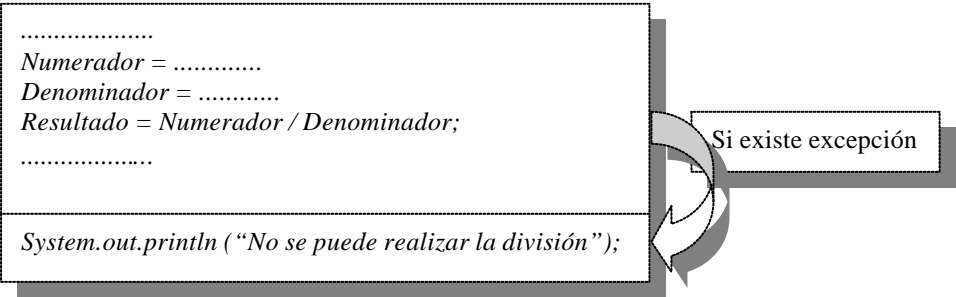 ....................
Numerador = .............
Denominador = ............
Resultado = Numerador / Denominador;
....................
Si existe excepción
System.out.println (“No se puede realizar la división”);